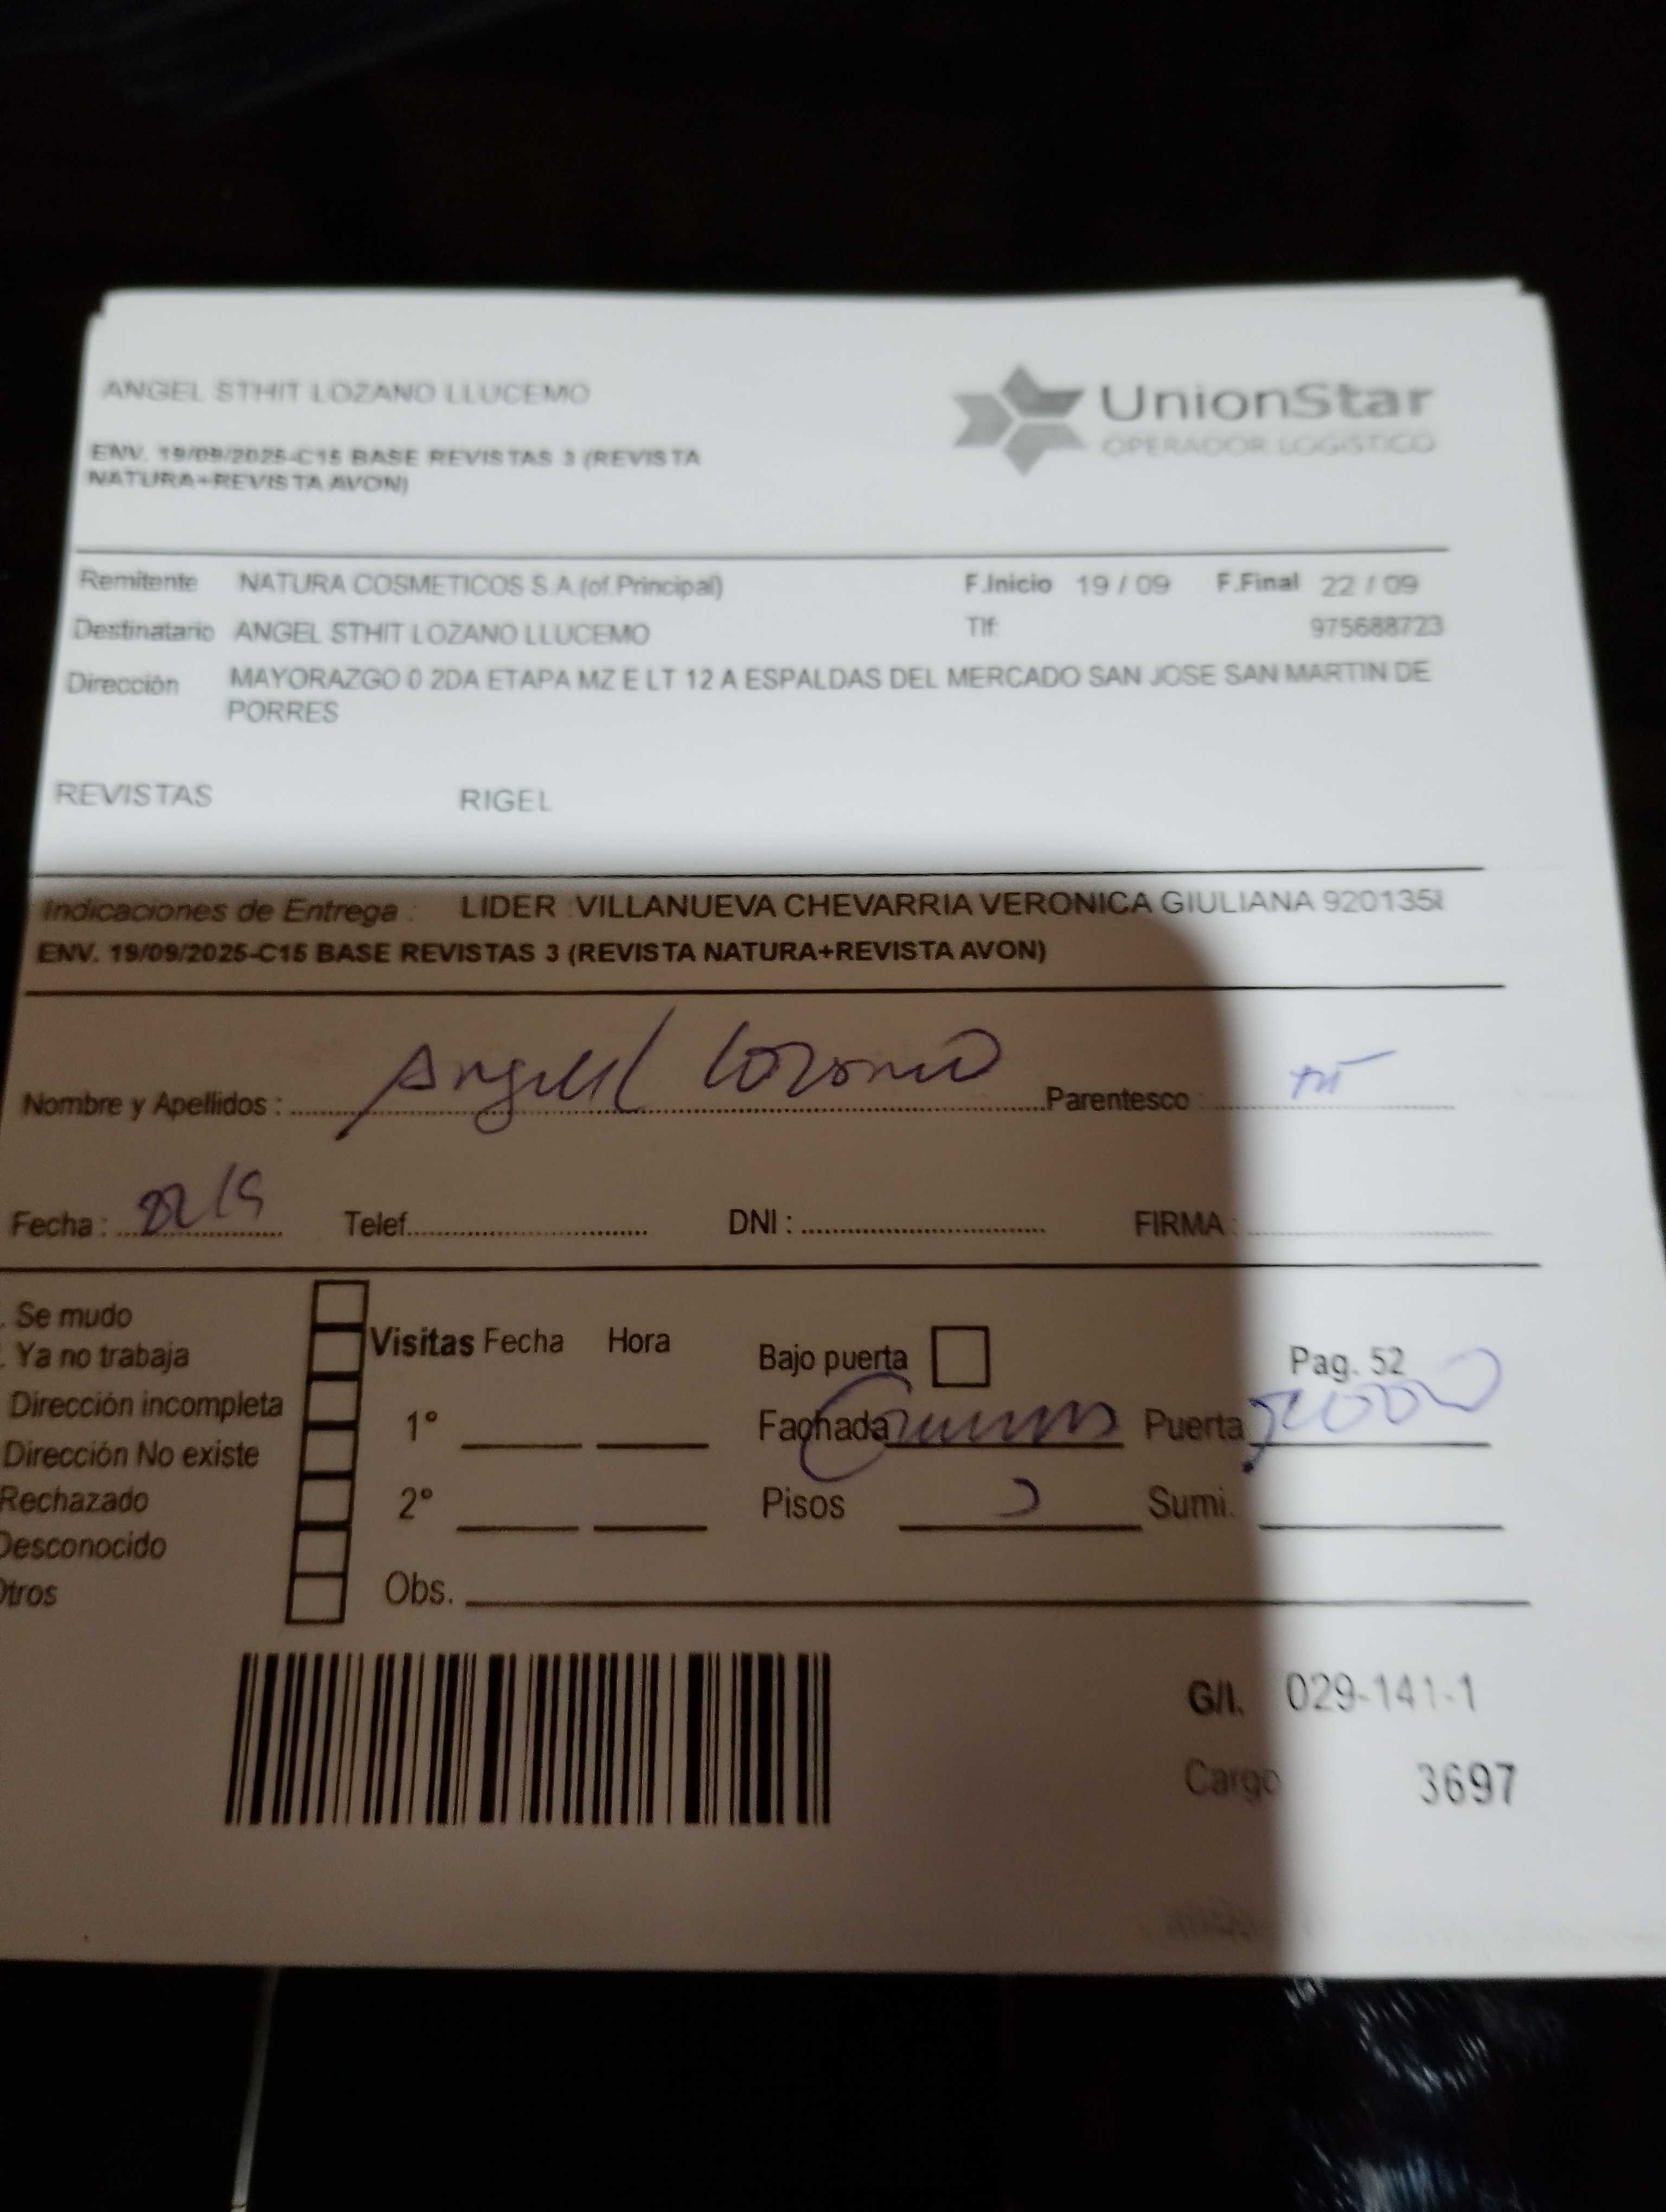 ANGEL STHIT LOZANO LLUCEMO
UnionStar
OPERADOR LOGISTICO
ENV. 19/09/2025-C15 BASE REVISTAS 3 (REVISTA
NATURA+REVISTA AVON)
Remitente NATURA COSMETICOS S.A.(of.Principal) F.Inicio 19 / 09 F.Final 22 / 09
Destinatario ANGEL STHIT LOZANO LLUCEMO Tlf: 975688723
Dirección MAYORAZGO 0 2DA ETAPA MZ E LT 12 A ESPALDAS DEL MERCADO SAN JOSE SAN MARTIN DE
PORRES
REVISTAS RIGEL
Indicaciones de Entrega : LIDER VILLANUEVA CHEVARRIA VERONICA GIULIANA 920135
ENV. 19/09/2025-C15 BASE REVISTAS 3 (REVISTA NATURA+REVISTA AVON)
Nombre y Apellidos : Angel Lozano Parentesco :
Fecha : 22/9 Telef. DNI : FIRMA :
Se mudo
Ya no trabaja
Dirección incompleta
Dirección No existe
Rechazado
Desconocido
Otros
Visitas Fecha Hora
1°
2°
Obs.
Bajo puerta Pag. 52
Fachada Puerta
Pisos Sumi.
G/I. 029-141-1
Cargo 3697